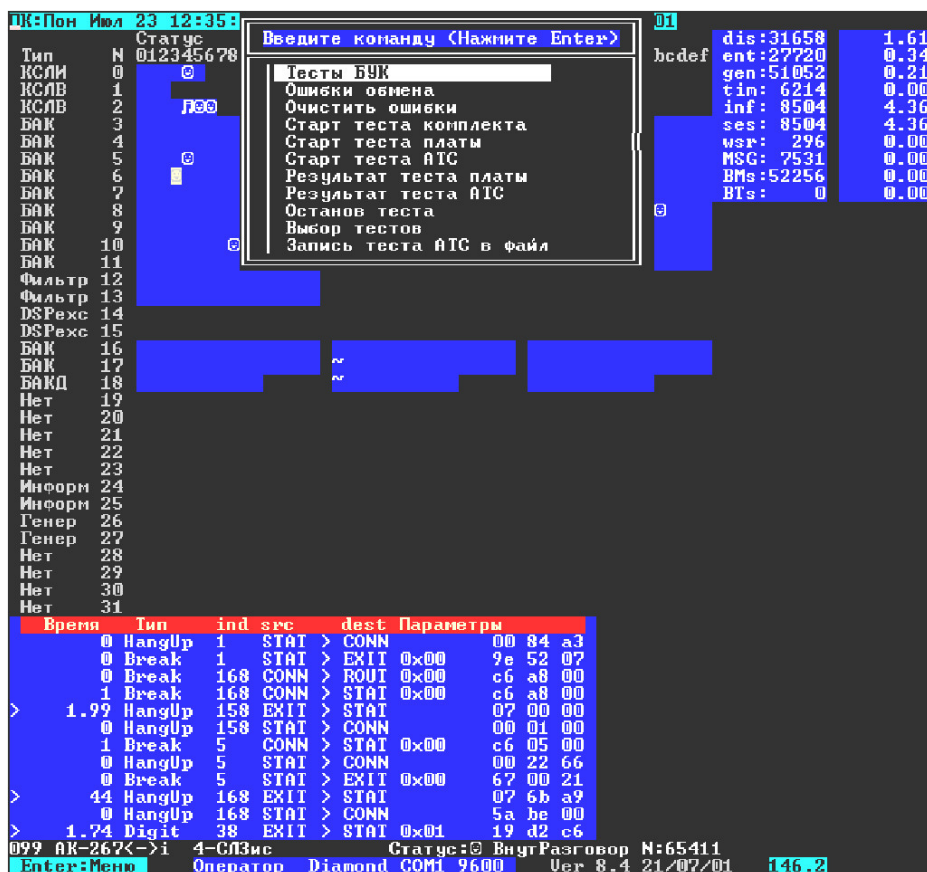 ПК:Пон Июл 23 12:35: 01
Введите команду (Нажмите Enter)
Статус dis:31658 1.61
Тип N 012345678 bcdef ent:27720 0.34
КСЛИ 0 gen:51052 0.21
КСЛВ 1 tim: 6214 0.00
КСЛВ 2 Л inf: 8504 4.36
БАК 3 ses: 8504 4.36
БАК 4 wsr: 296 0.00
БАК 5 MSG: 7531 0.00
БАК 6 BMs:52256 0.00
БАК 7 BTs: 0 0.00
БАК 8
БАК 9
БАК 10
БАК 11
Тесты БУК
Ошибки обмена
Очистить ошибки
Старт теста комплекта
Старт теста платы
Старт теста АТС
Результат теста платы
Результат теста АТС
Останов теста
Выбор тестов
Запись теста АТС в файл
Фильтр 12
Фильтр 13
DSPexc 14
DSPexc 15
БАК 16
БАК 17 ~
БАКД 18 ~
Нет 19
Нет 20
Нет 21
Нет 22
Нет 23
Информ 24
Информ 25
Генер 26
Генер 27
Нет 28
Нет 29
Нет 30
Нет 31
Время Тип ind src dest Параметры
0 HangUp 1 STAT > CONN 00 84 a3
0 Break 1 STAT > EXIT 0x00 9e 52 07
0 Break 168 CONN > ROUT 0x00 c6 a8 00
1 Break 168 CONN > STAT 0x00 c6 a8 00
> 1.99 HangUp 158 EXIT > STAT 07 00 00
0 HangUp 158 STAT > CONN 00 01 00
1 Break 5 CONN > STAT 0x00 c6 05 00
0 HangUp 5 STAT > CONN 00 22 66
0 Break 5 STAT > EXIT 0x00 67 00 21
> 44 HangUp 168 EXIT > STAT 07 6b a9
0 HangUp 168 STAT > CONN 5a be 00
> 1.74 Digit 38 EXIT > STAT 0x01 19 d2 c6
099 АК-267<->i 4-СЛЗис Статус:☺ ВнутРазговор N:65411
Enter:Меню Оператор Diamond COM1 9600 Ver 8.4 21/07/01 146.2